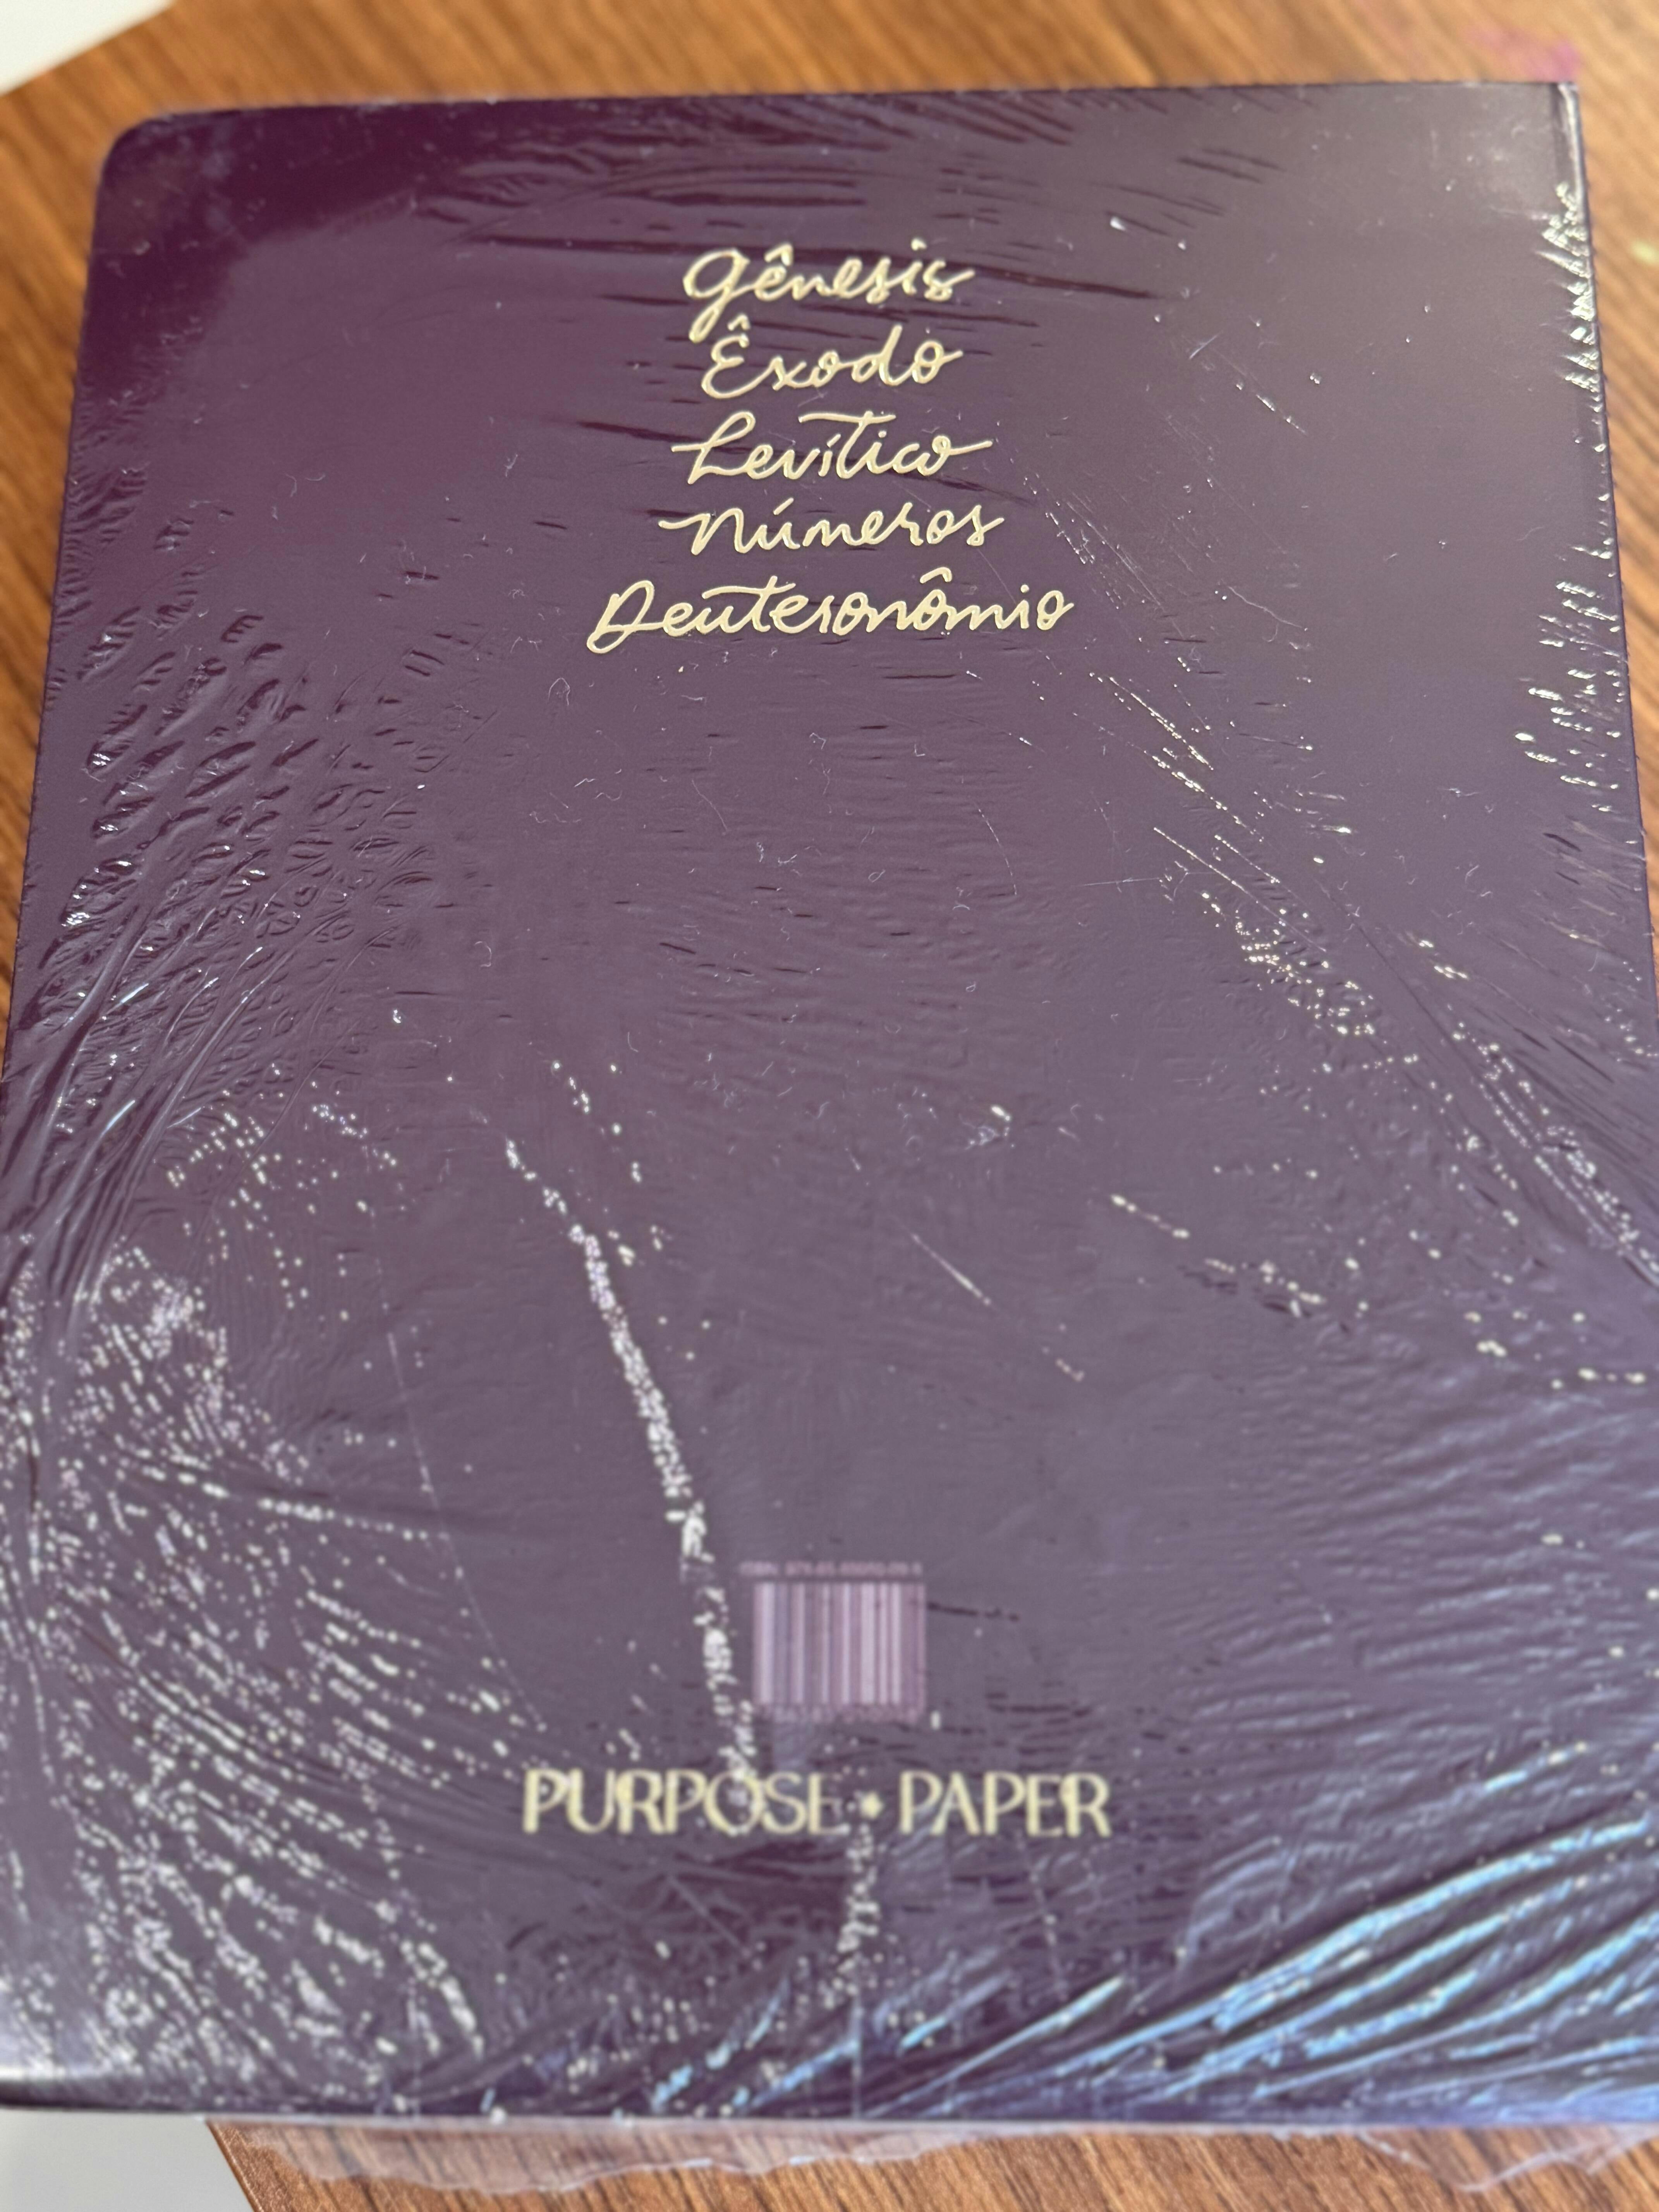 Gênesis
Êxodo
Levítico
Números
Deuteronômio
PURPOSE PAPER